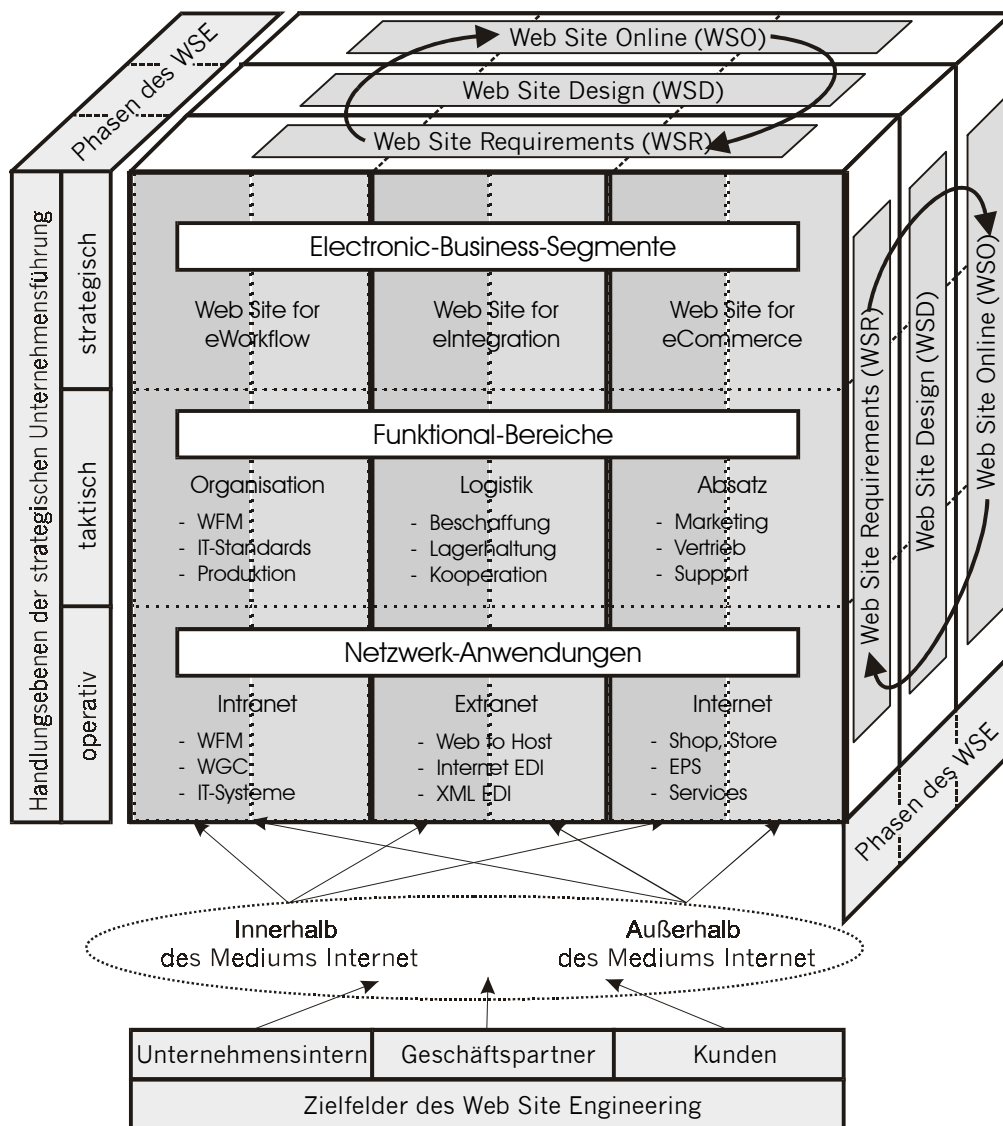 Phasen des WSE
Web Site Online (WSO)
Web Site Design (WSD)
Web Site Requirements (WSR)
Handlungsebenen der strategischen Unternehmensführung
strategisch
Electronic-Business-Segmente
Web Site for
eWorkflow
Web Site for
eIntegration
Web Site for
eCommerce
taktisch
Funktional-Bereiche
Organisation
- WFM
- IT-Standards
- Produktion
Logistik
- Beschaffung
- Lagerhaltung
- Kooperation
Absatz
- Marketing
- Vertrieb
- Support
operativ
Netzwerk-Anwendungen
Intranet
- WFM
- WGC
- IT-Systeme
Extranet
- Web to Host
- Internet EDI
- XML EDI
Internet
- Shop, Store
- EPS
- Services
Web Site Requirements (WSR)
Web Site Design (WSD)
Web Site Online (WSO)
Phasen des WSE
Innerhalb
des Mediums Internet
Außerhalb
des Mediums Internet
Unternehmensintern
Geschäftspartner
Kunden
Zielfelder des Web Site Engineering